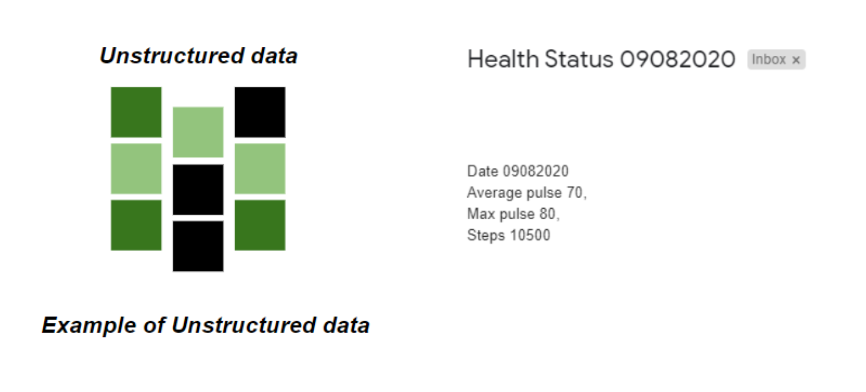 Unstructured data
Example of Unstructured data
Health Status 09082020 Inbox x
Date 09082020
Average pulse 70,
Max pulse 80,
Steps 10500